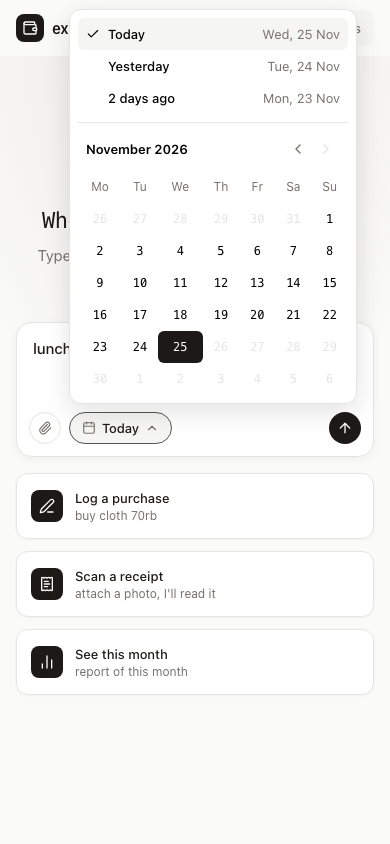 ex
s
Today Wed, 25 Nov
Yesterday Tue, 24 Nov
2 days ago Mon, 23 Nov
November 2026
Mo Tu We Th Fr Sa Su
26 27 28 29 30 31 1
2 3 4 5 6 7 8
9 10 11 12 13 14 15
16 17 18 19 20 21 22
23 24 25 26 27 28 29
30 1 2 3 4 5 6
Wh
Type
lunch
Today
Log a purchase
buy cloth 70rb
Scan a receipt
attach a photo, I'll read it
See this month
report of this month